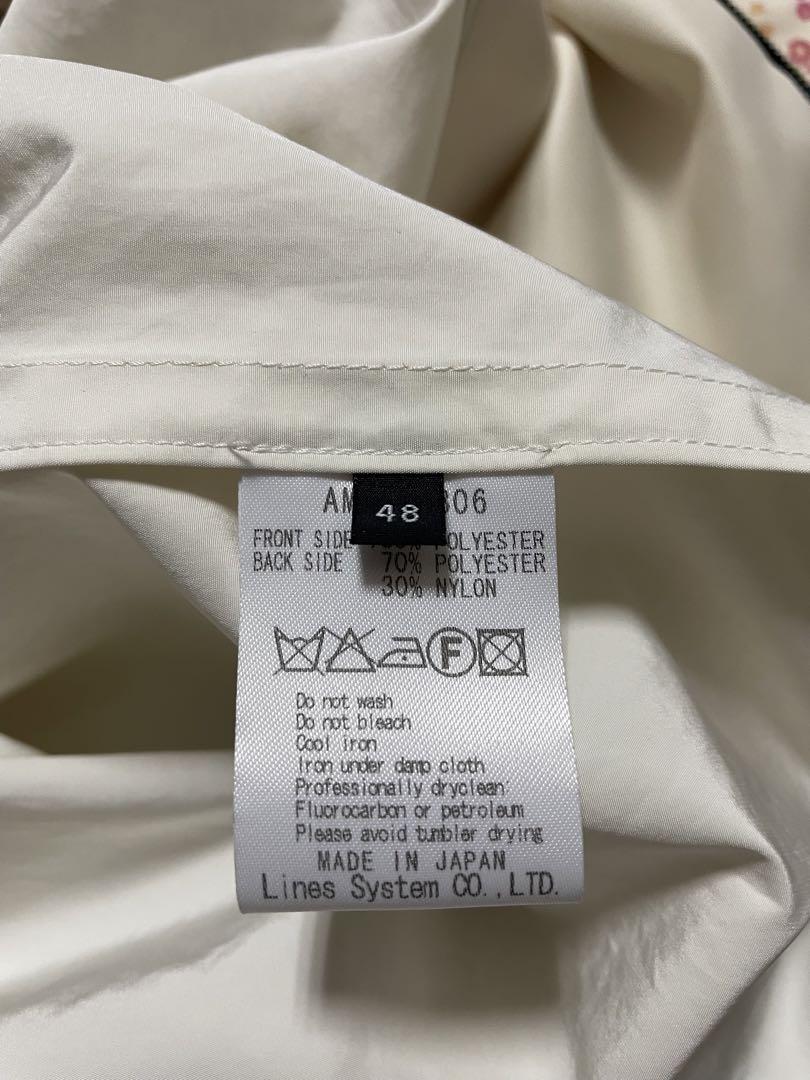 48
FRONT SIDE POLYESTER
BACK SIDE 70% POLYESTER
30% NYLON
F
Do not wash
Do not bleach
Cool iron
Iron under damp cloth
Professionally dryclean
Fluorocarbon or petroleum
Please avoid tumbler drying
MADE IN JAPAN
Lines System CO.,LTD.